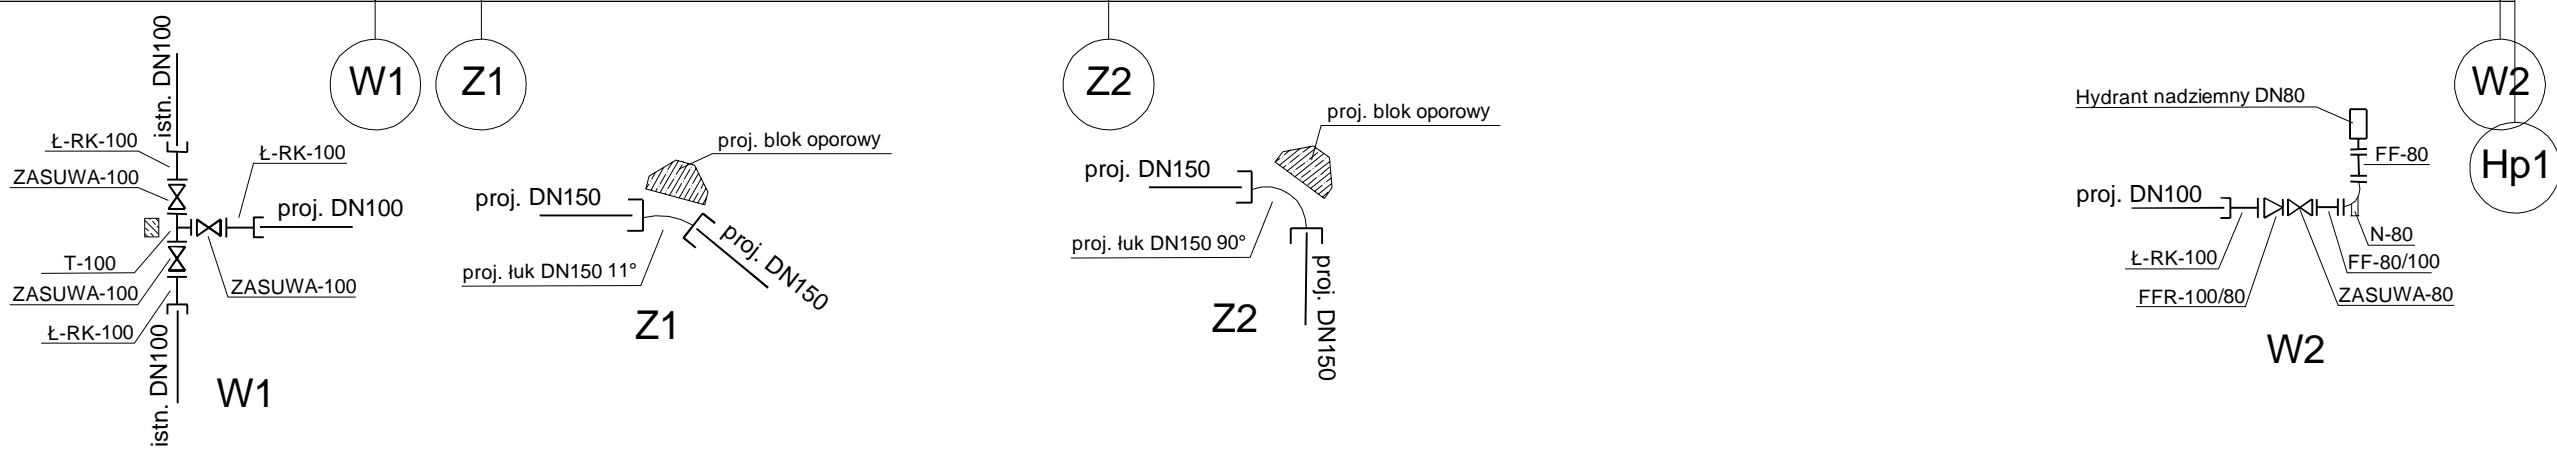 W1
Z1
Z2
W2
Hp1
istn. DN100
Ł-RK-100
ZASUWA-100
Ł-RK-100
proj. DN100
T-100
ZASUWA-100
ZASUWA-100
Ł-RK-100
istn. DN100
W1
proj. blok oporowy
proj. DN150
proj. DN150
proj. łuk DN150 11°
Z1
proj. blok oporowy
proj. DN150
proj. łuk DN150 90°
proj. DN150
Z2
Hydrant nadziemny DN80
FF-80
proj. DN100
N-80
Ł-RK-100
FF-80/100
FFR-100/80
ZASUWA-80
W2